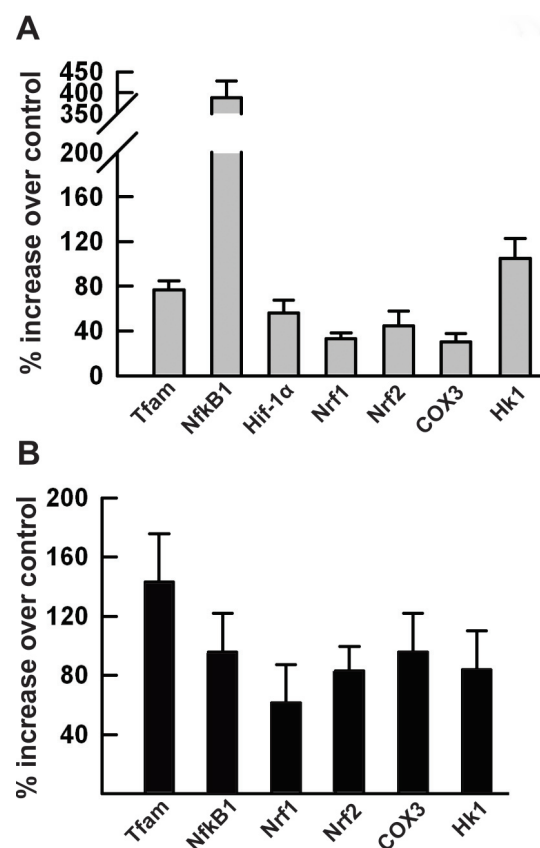 A
% increase over control
450
400
350
200
160
120
80
40
0
Tfam NfkB1 Hif-1α Nrf1 Nrf2 COX3 Hk1
B
% increase over control
200
160
120
80
40
Tfam NfkB1 Nrf1 Nrf2 COX3 Hk1